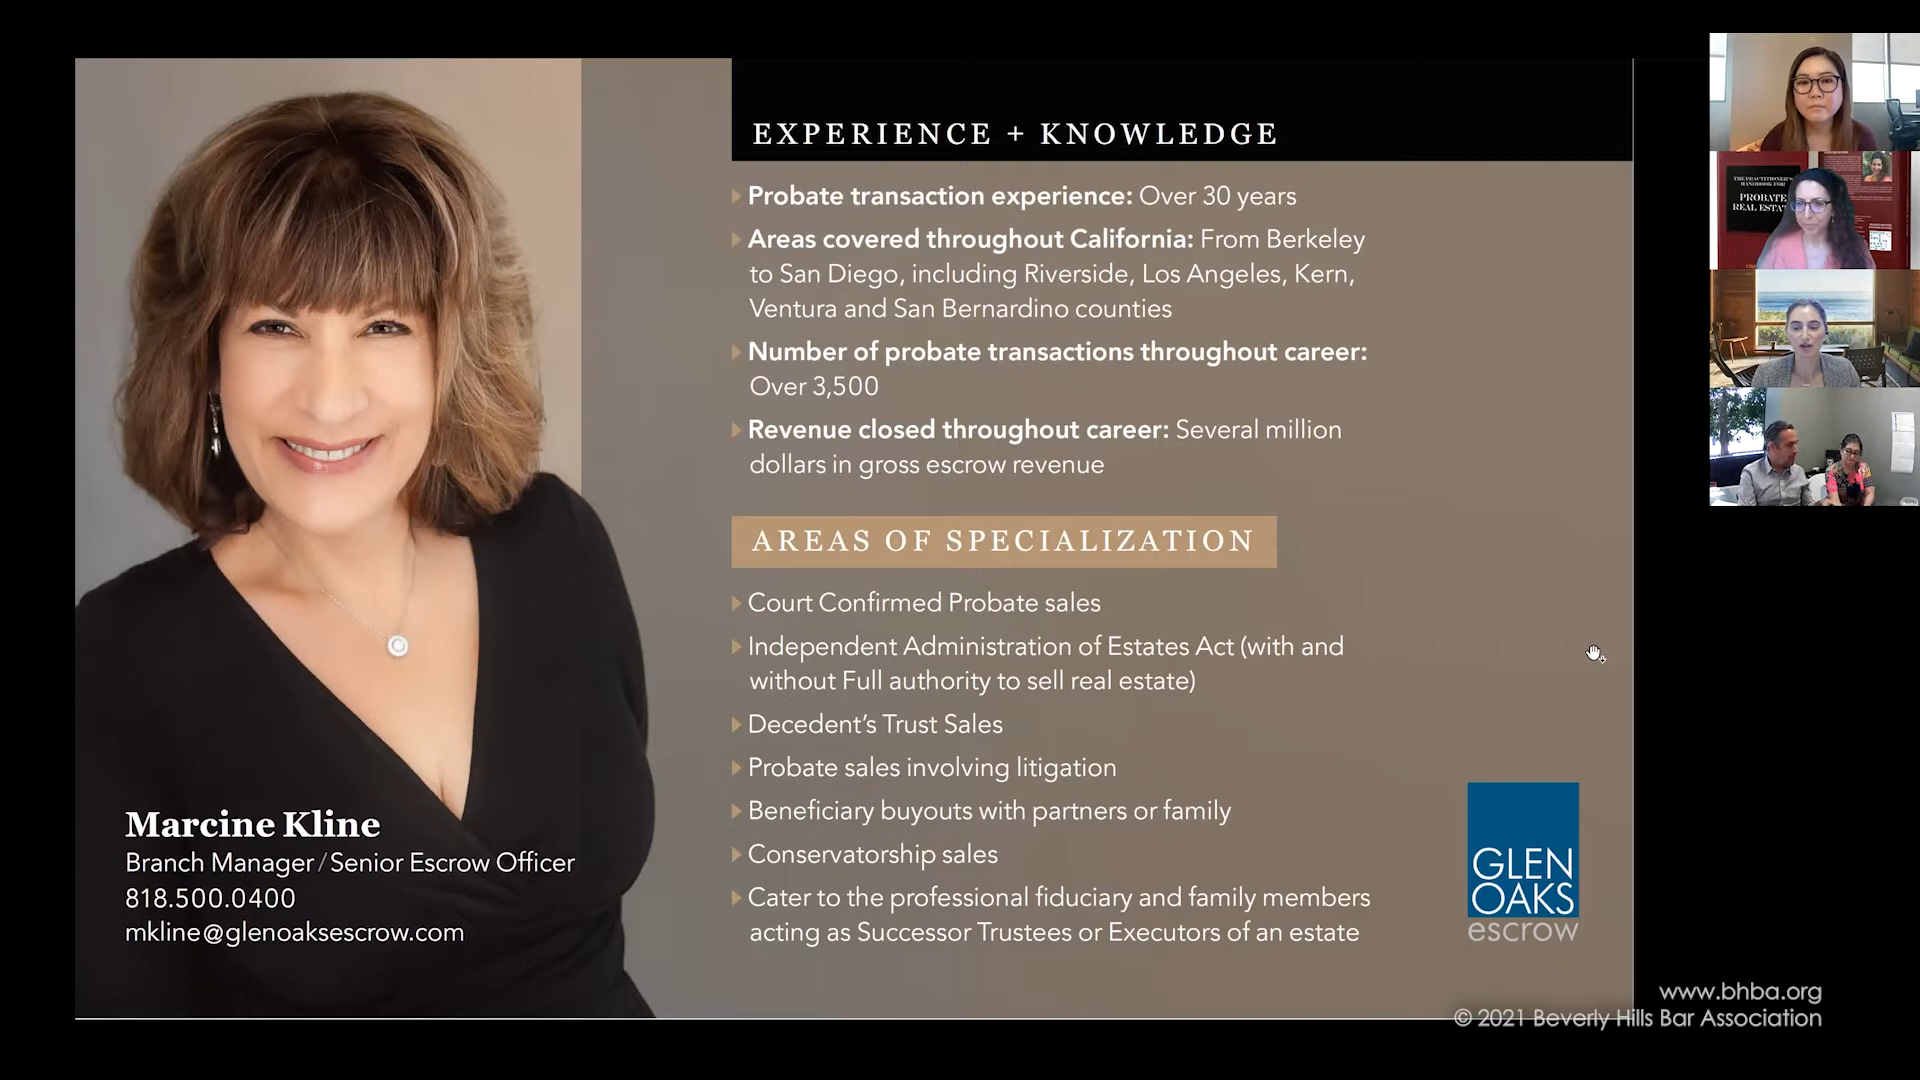 EXPERIENCE + KNOWLEDGE
Probate transaction experience: Over 30 years
Areas covered throughout California: From Berkeley
to San Diego, including Riverside, Los Angeles, Kern,
Ventura and San Bernardino counties
Number of probate transactions throughout career:
Over 3,500
Revenue closed throughout career: Several million
dollars in gross escrow revenue
AREAS OF SPECIALIZATION
Court Confirmed Probate sales
Independent Administration of Estates Act (with and
without Full authority to sell real estate)
Decedent's Trust Sales
Probate sales involving litigation
Beneficiary buyouts with partners or family
Conservatorship sales
Cater to the professional fiduciary and family members
acting as Successor Trustees or Executors of an estate
Marcine Kline
Branch Manager/Senior Escrow Officer
818.500.0400
mkline@glenoaksescrow.com
GLEN
OAKS
escrow
THE PRACTITIONER'S
HANDBOOK FOR
PROBATE
REAL ESTATE
www.bhba.org
© 2021 Beverly Hills Bar Association